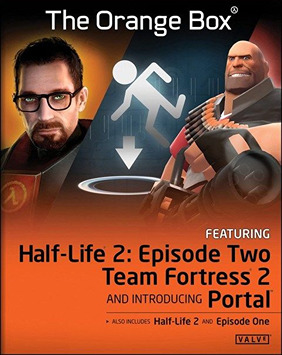 The Orange Box
FEATURING
Half-Life 2: Episode Two
Team Fortress 2
AND INTRODUCING Portal
▸ ALSO INCLUDES Half-Life 2 AND Episode One
VALVE